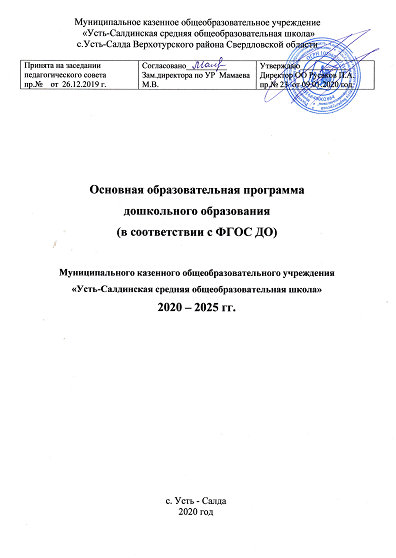 Муниципальное казенное общеобразовательное учреждение
«Усть-Салдинская средняя общеобразовательная школа»
с.Усть-Салда Верхотурского района Свердловской области
Принята на заседании
педагогического совета
пр.№ от 26.12.2019 г.
Согласовано
Зам.директора по УР Мамаева
М.В.
Утверждаю
Директор ОО
пр.№ 23 от 09.01.2020 год.
Основная образовательная программа
дошкольного образования
(в соответствии с ФГОС ДО)
Муниципального казенного общеобразовательного учреждения
«Усть-Салдинская средняя общеобразовательная школа»
2020 – 2025 гг.
с. Усть - Салда
2020 год